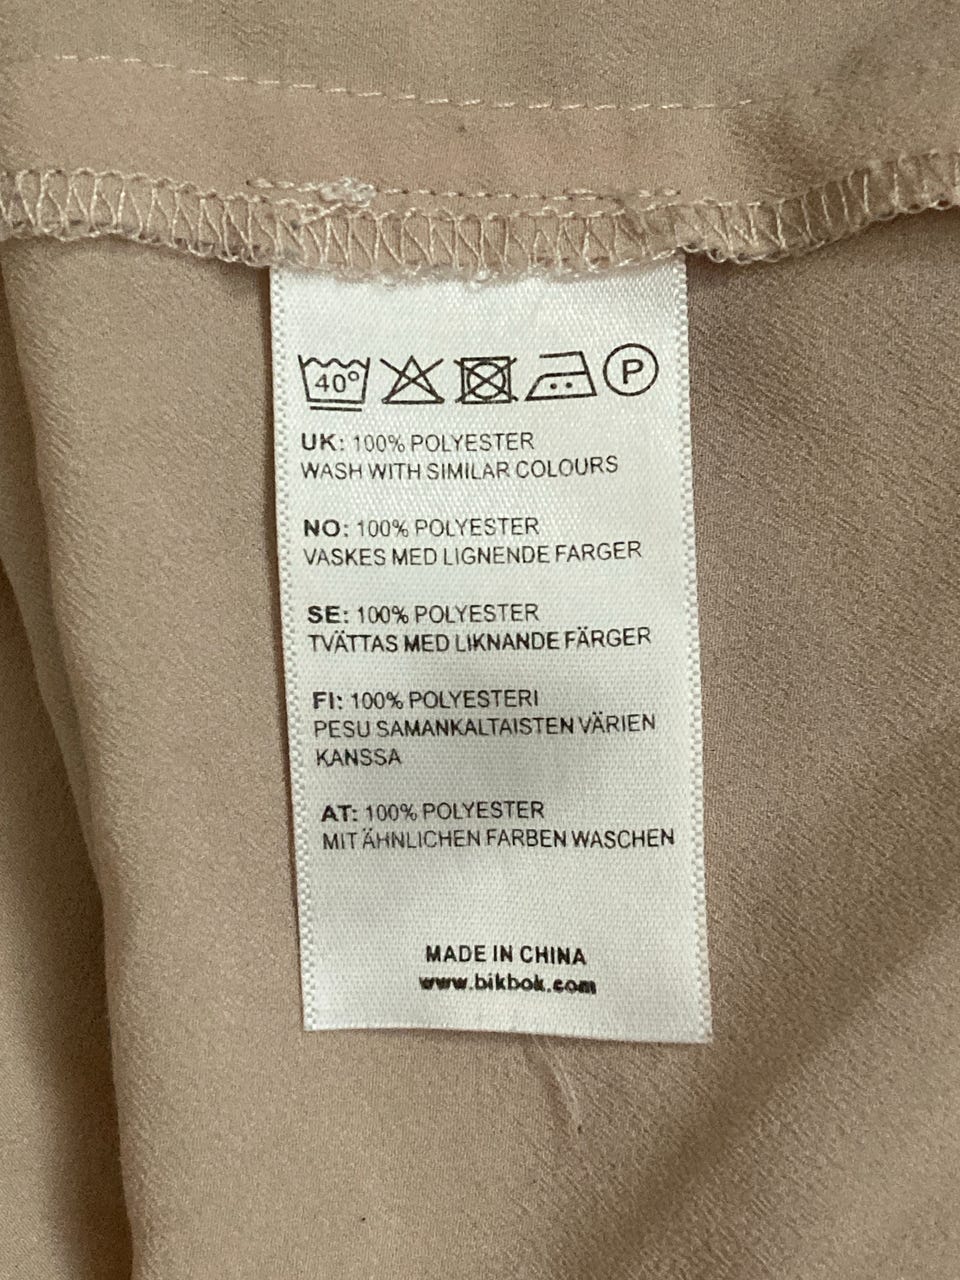 40°
P
UK: 100% POLYESTER
WASH WITH SIMILAR COLOURS
NO: 100% POLYESTER
VASKES MED LIGNENDE FARGER
SE: 100% POLYESTER
TVÄTTAS MED LIKNANDE FÄRGER
FI: 100% POLYESTERI
PESU SAMANKALTAISTEN VÄRIEN
KANSSA
AT: 100% POLYESTER
MIT ÄHNLICHEN FARBEN WASCHEN
MADE IN CHINA
www.bikbok.com